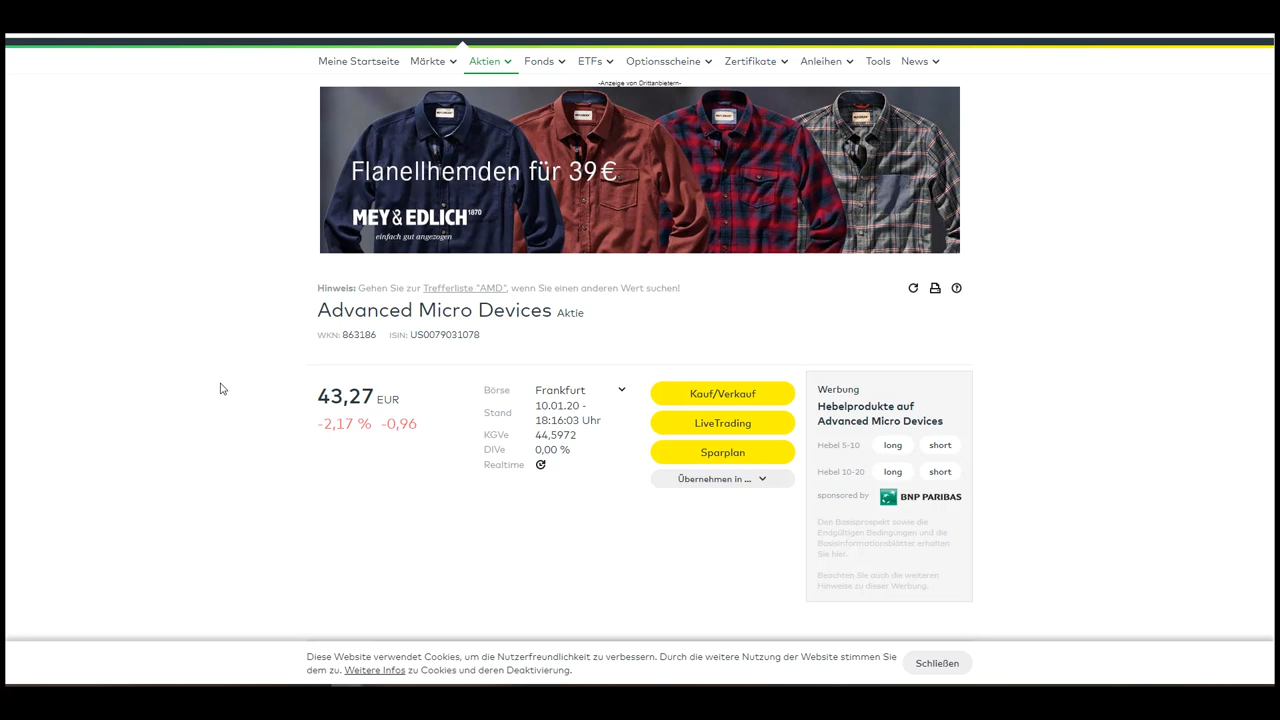 Meine Startseite Märkte Aktien Fonds ETFs Optionsscheine Zertifikate Anleihen Tools News
-Anzeige von Drittanbietern-
Flanellhemden für 39 €
MEY & EDLICH 1870
einfach gut angezogen
Hinweis: Gehen Sie zur Trefferliste "AMD", wenn Sie einen anderen Wert suchen!
Advanced Micro Devices Aktie
WKN: 863186 ISIN: US0079031078
43,27 EUR
-2,17 % -0,96
Börse Frankfurt
Stand 10.01.20 -
18:16:03 Uhr
KGVe 44,5972
DIVe 0,00 %
Realtime
Kauf/Verkauf
LiveTrading
Sparplan
Übernehmen in ...
Werbung
Hebelprodukte auf
Advanced Micro Devices
Hebel 5-10 long short
Hebel 10-20 long short
sponsored by BNP PARIBAS
Den Basisprospekt sowie die
Endgültigen Bedingungen und die
Basisinformationsblätter erhalten
Sie hier.
Beachten Sie auch die weiteren
Hinweise zu dieser Werbung.
Diese Website verwendet Cookies, um die Nutzerfreundlichkeit zu verbessern. Durch die weitere Nutzung der Website stimmen Sie
dem zu. Weitere Infos zu Cookies und deren Deaktivierung.
Schließen